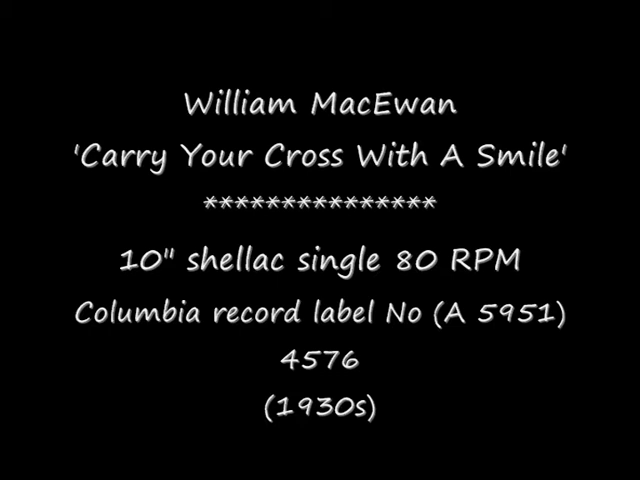 William MacEwan
'Carry Your Cross With A Smile'
***************
10" shellac single 80 RPM
Columbia record label No (A 5951)
4576
(1930s)